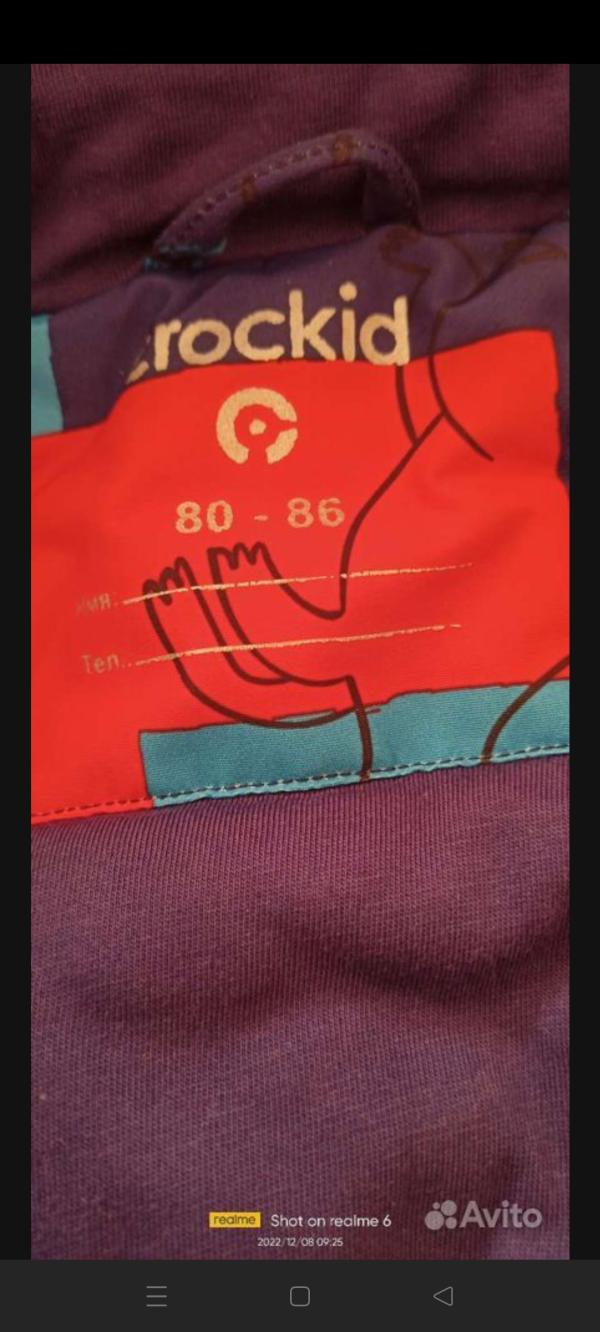 crockid
80 - 86
Имя:
Тел..
realme Shot on realme 6
2022/12/08 09:25
Avito